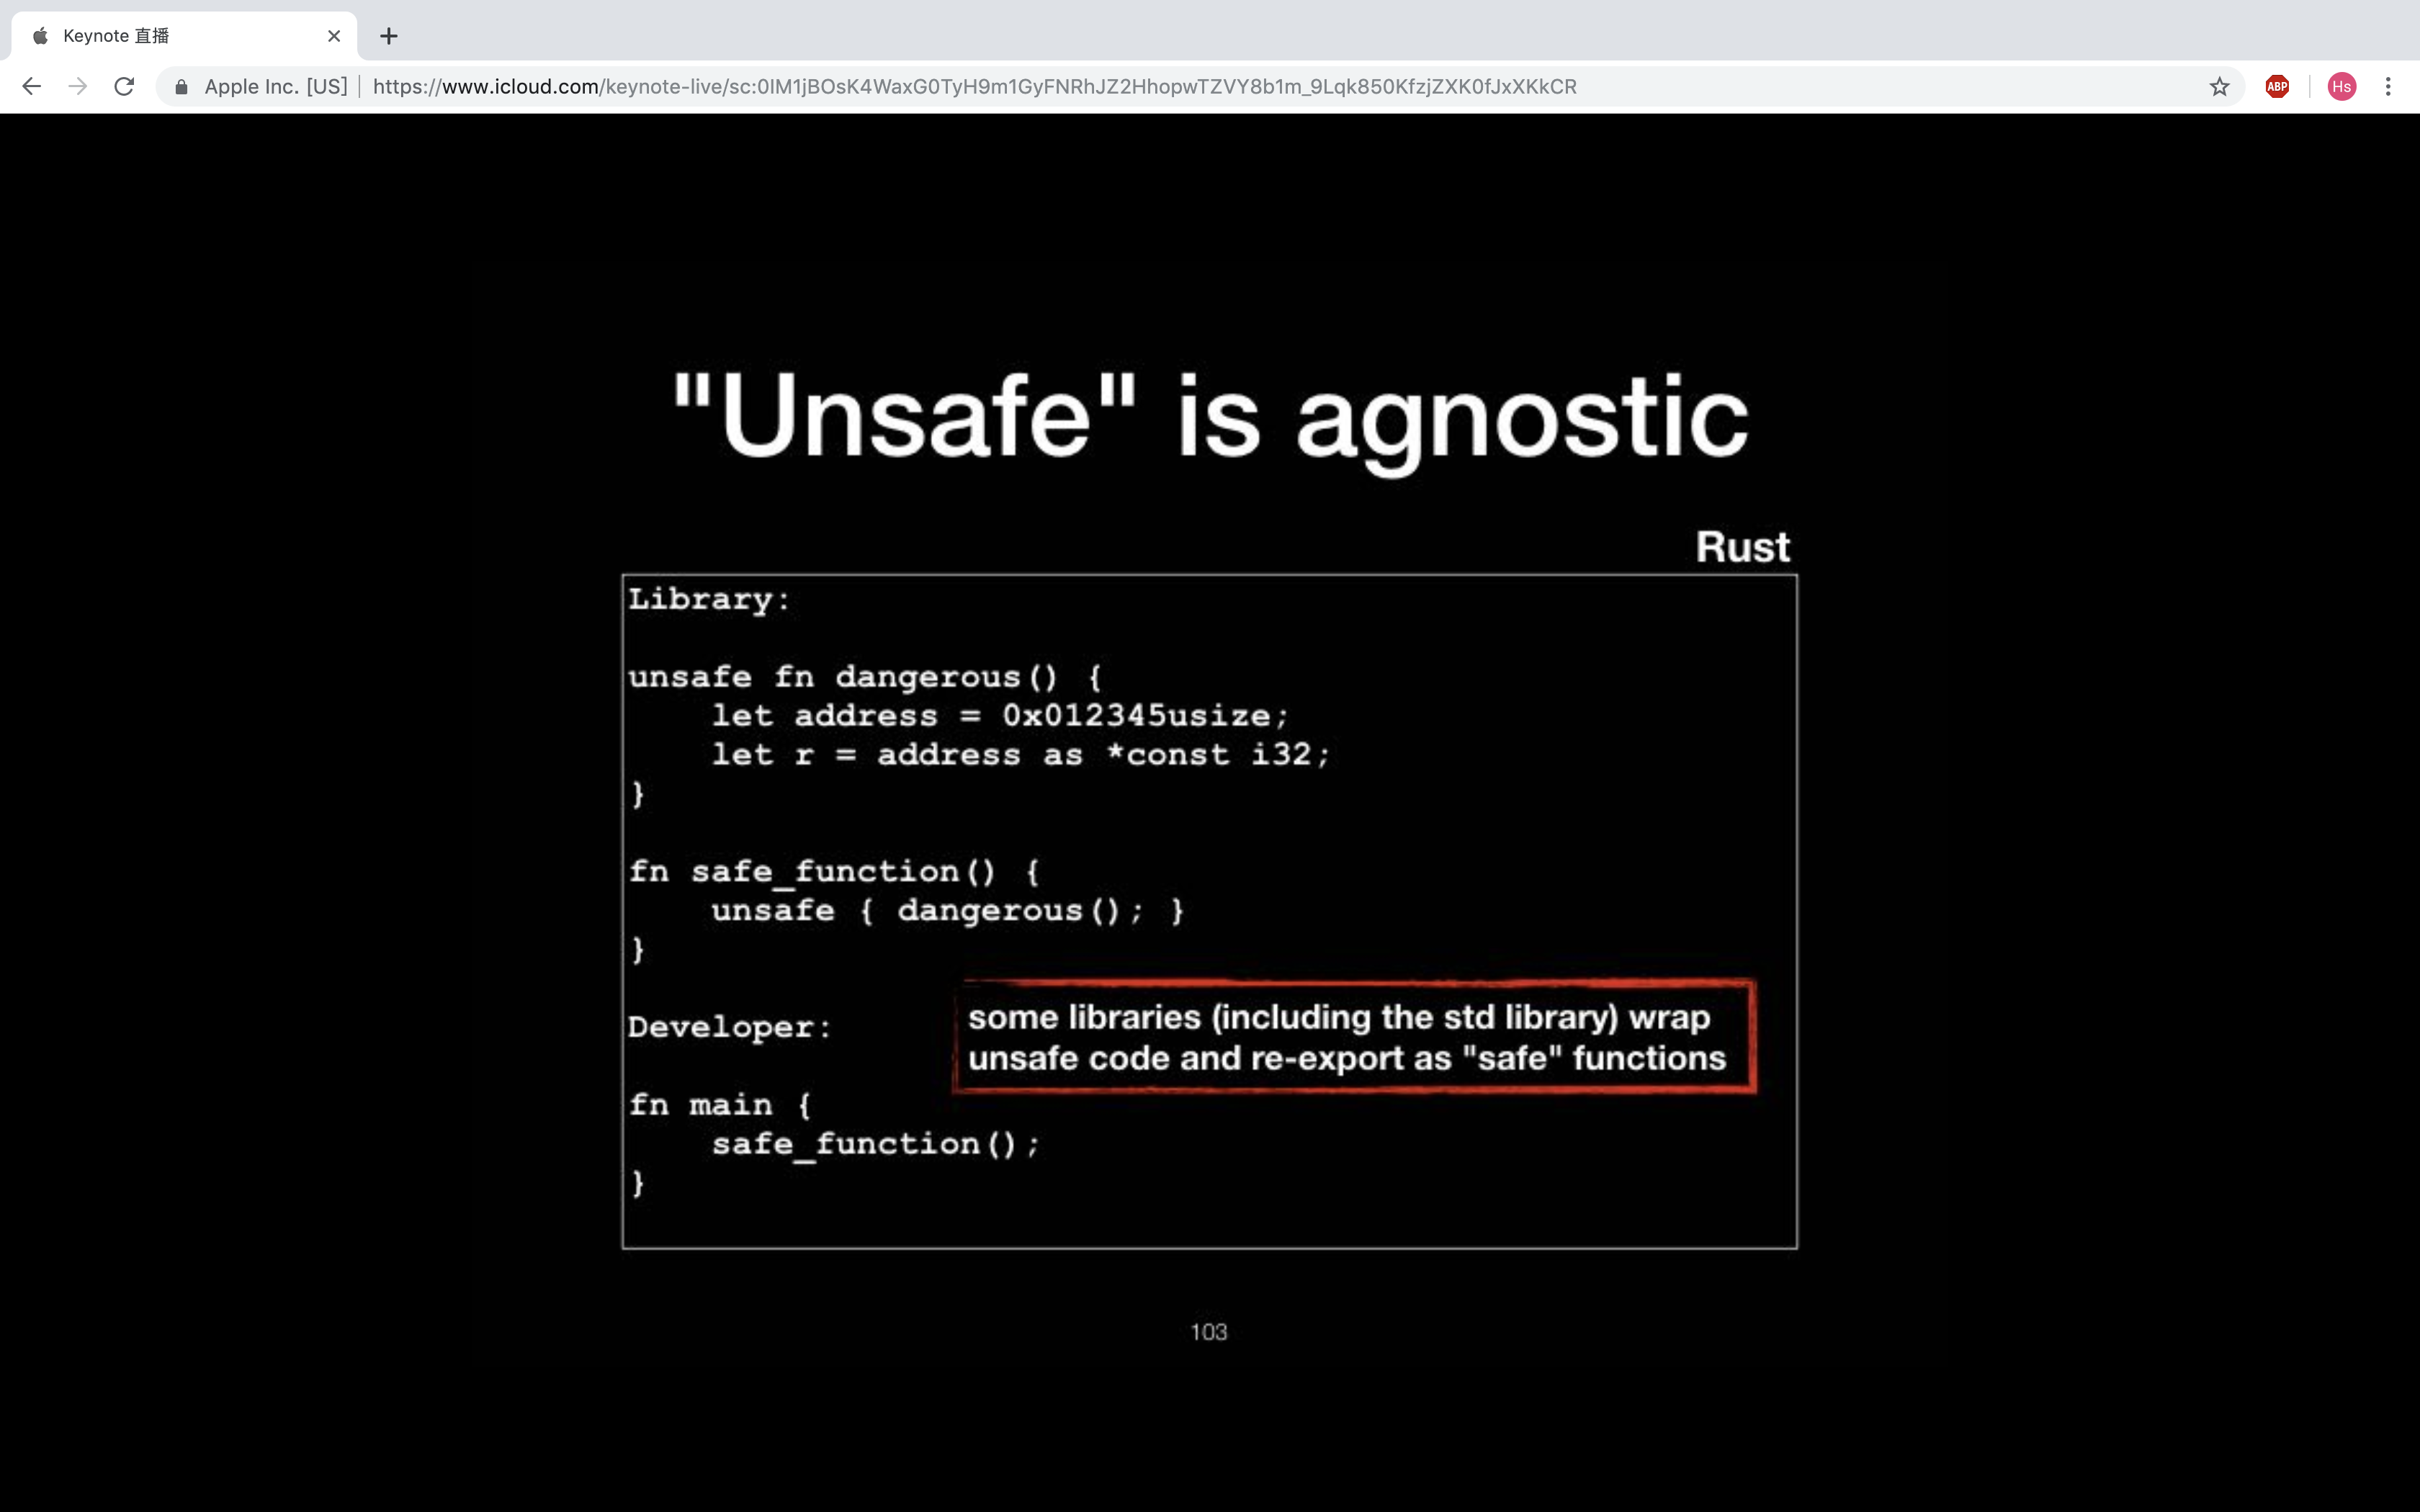 Keynote 直播
Apple Inc. [US] | https://www.icloud.com/keynote-live/sc:0IM1jBOsK4WaxG0TyH9m1GyFNRhJZ2HhopwTZVY8b1m_9Lqk850KfzjZXK0fJxXKkCR
ABP
Hs
"Unsafe" is agnostic
Rust
Library:
unsafe fn dangerous() {
    let address = 0x012345usize;
    let r = address as *const i32;
}
fn safe_function() {
    unsafe { dangerous(); }
}
some libraries (including the std library) wrap
unsafe code and re-export as "safe" functions
Developer:
fn main {
    safe_function();
}
103